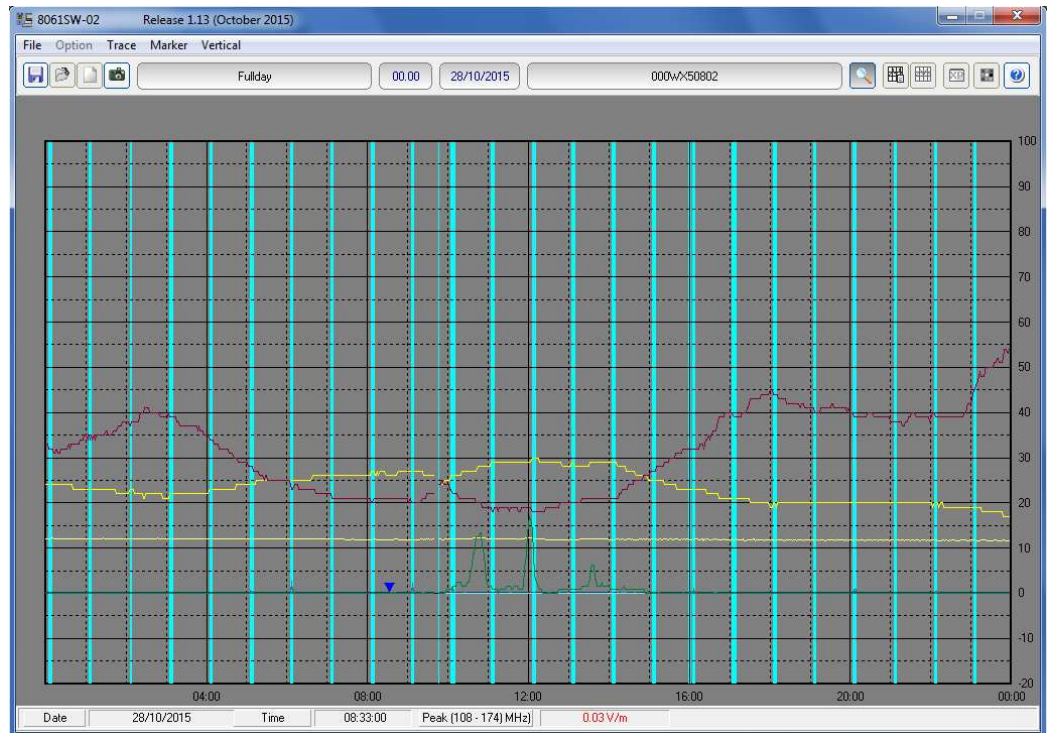 8061SW-02 Release 1.13 (October 2015)
File Option Trace Marker Vertical
Fullday 00.00 28/10/2015 000WX50802
100
90
80
70
60
50
40
30
20
10
0
-10
-20
04:00 08:00 12:00 16:00 20:00 00:00
Date 28/10/2015 Time 08:33:00 Peak (108 - 174) MHz) 0.03 V/m